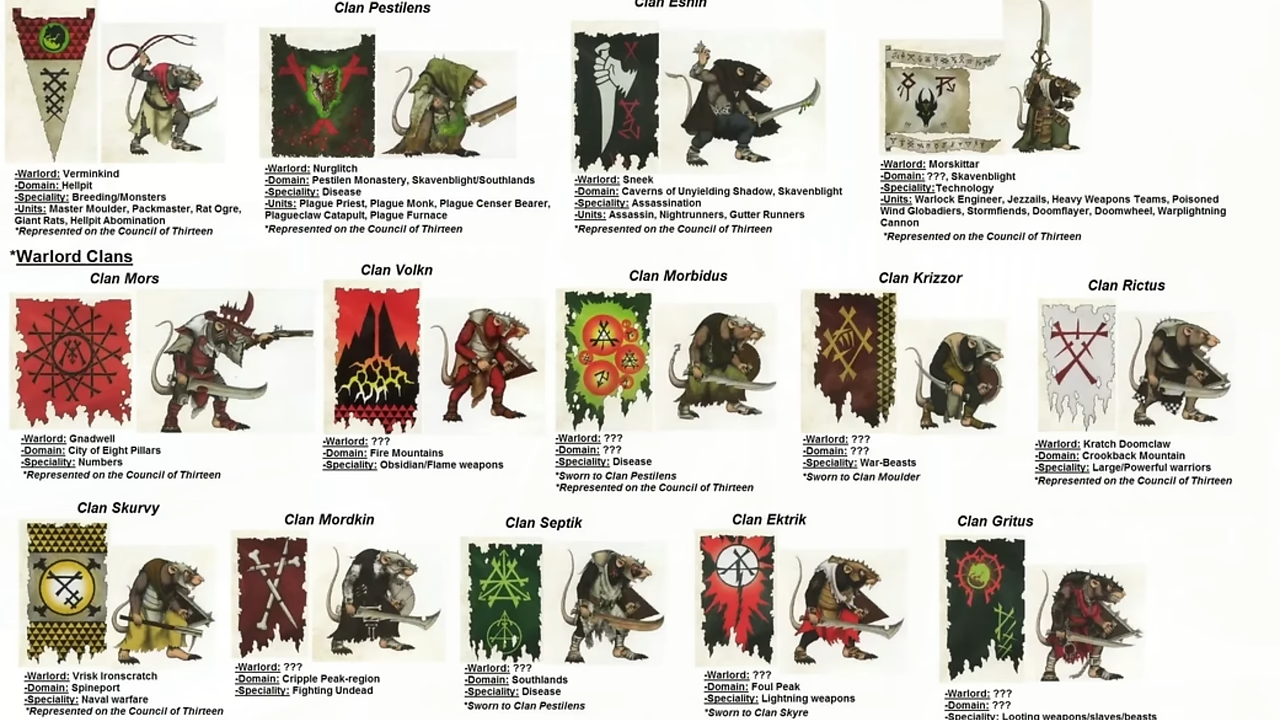 Clan Pestilens
Clan Eshin
-Warlord: Verminkind
-Domain: Hellpit
-Speciality: Breeding/Monsters
-Units: Master Moulder, Packmaster, Rat Ogre,
Giant Rats, Hellpit Abomination
*Represented on the Council of Thirteen
-Warlord: Nurglitch
-Domain: Pestilen Monastery, Skavenblight/Southlands
-Speciality: Disease
-Units: Plague Priest, Plague Monk, Plague Censer Bearer,
Plagueclaw Catapult, Plague Furnace
*Represented on the Council of Thirteen
-Warlord: Sneek
-Domain: Caverns of Unyielding Shadow, Skavenblight
-Speciality: Assassination
-Units: Assassin, Nightrunners, Gutter Runners
*Represented on the Council of Thirteen
-Warlord: Morskittar
-Domain: ???, Skavenblight
-Speciality:Technology
-Units: Warlock Engineer, Jezzails, Heavy Weapons Teams, Poisoned
Wind Globadiers, Stormfiends, Doomflayer, Doomwheel, Warplightning
Cannon
*Represented on the Council of Thirteen
*Warlord Clans
Clan Mors
-Warlord: Gnadwell
-Domain: City of Eight Pillars
-Speciality: Numbers
*Represented on the Council of Thirteen
Clan Volkn
-Warlord: ???
-Domain: Fire Mountains
-Speciality: Obsidian/Flame weapons
Clan Morbidus
-Warlord: ???
-Domain: ???
-Speciality: Disease
*Sworn to Clan Pestilens
*Represented on the Council of Thirteen
Clan Krizzor
-Warlord: ???
-Domain: ???
-Speciality: War-Beasts
*Sworn to Clan Moulder
Clan Rictus
-Warlord: Kratch Doomclaw
-Domain: Crookback Mountain
-Speciality: Large/Powerful warriors
*Represented on the Council of Thirteen
Clan Skurvy
-Warlord: Vrisk Ironscratch
-Domain: Spineport
-Speciality: Naval warfare
*Represented on the Council of Thirteen
Clan Mordkin
-Warlord: ???
-Domain: Cripple Peak-region
-Speciality: Fighting Undead
Clan Septik
-Warlord: ???
-Domain: Southlands
-Speciality: Disease
*Sworn to Clan Pestilens
Clan Ektrik
-Warlord: ???
-Domain: Foul Peak
-Speciality: Lightning weapons
*Sworn to Clan Skyre
Clan Gritus
-Warlord: ???
-Domain: ???
-Speciality: Looting weapons/slaves/beasts